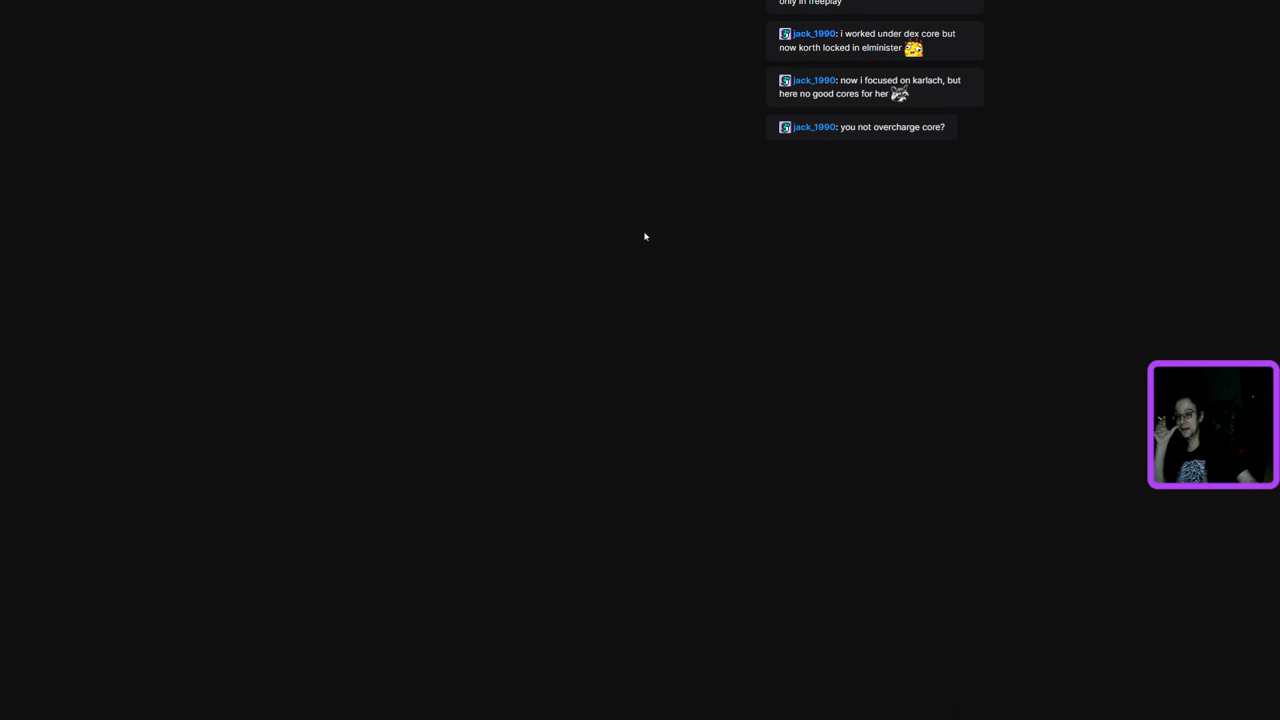 only in freeplay
jack_1990: i worked under dex core but
now korth locked in elminister
jack_1990: now i focused on karlach, but
here no good cores for her
jack_1990: you not overcharge core?